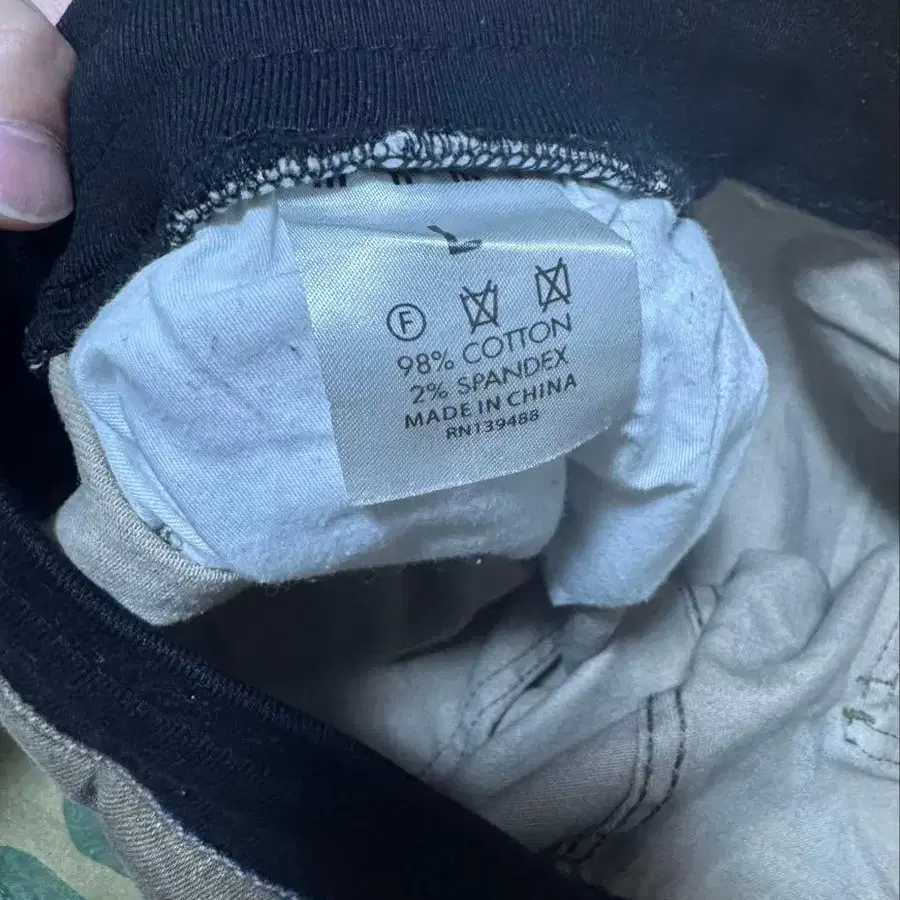 F
98% COTTON
2% SPANDEX
MADE IN CHINA
RN139488